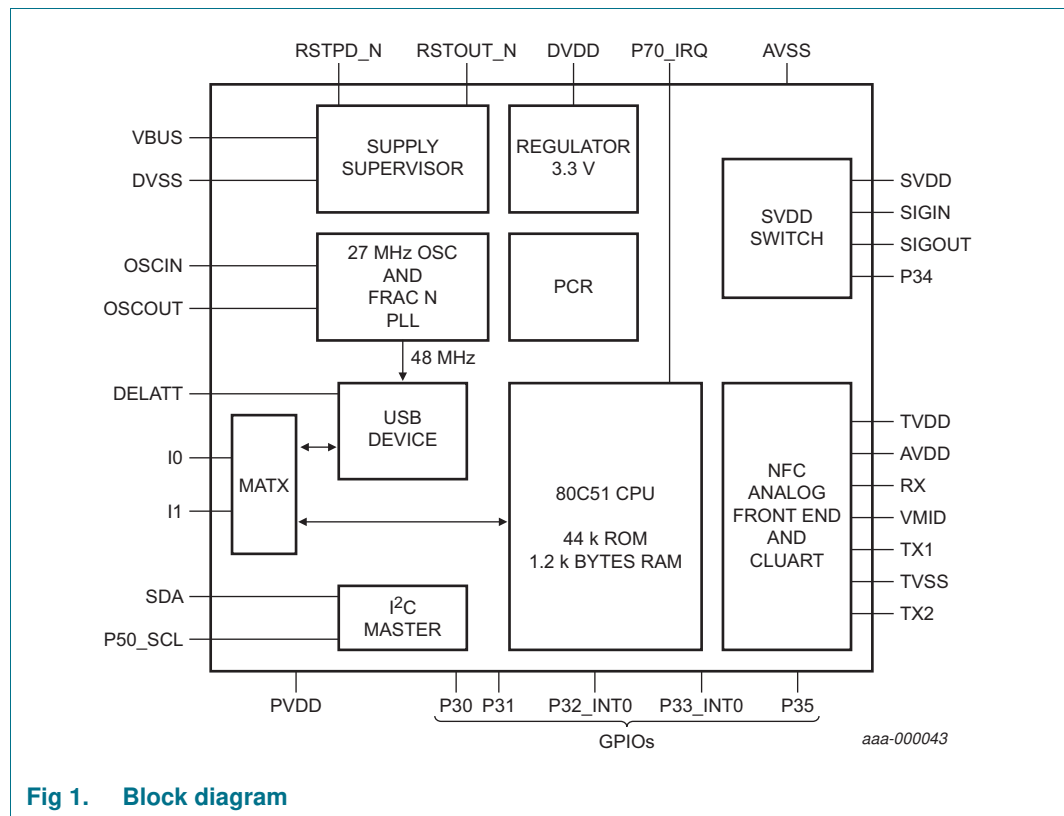 RSTPD_N RSTOUT_N DVDD P70_IRQ AVSS
VBUS
DVSS
SUPPLY
SUPERVISOR
REGULATOR
3.3 V
SVDD
SWITCH
SVDD
SIGIN
SIGOUT
P34
OSCIN
OSCOUT
27 MHz OSC
AND
FRAC N
PLL
PCR
48 MHz
DELATT
USB
DEVICE
I0
I1
MATX
80C51 CPU
44 k ROM
1.2 k BYTES RAM
NFC
ANALOG
FRONT END
AND
CLUART
TVDD
AVDD
RX
VMID
TX1
TVSS
TX2
SDA
P50_SCL
I2C
MASTER
PVDD P30 P31 P32_INT0 P33_INT0 P35
GPIOs
aaa-000043
Fig 1. Block diagram